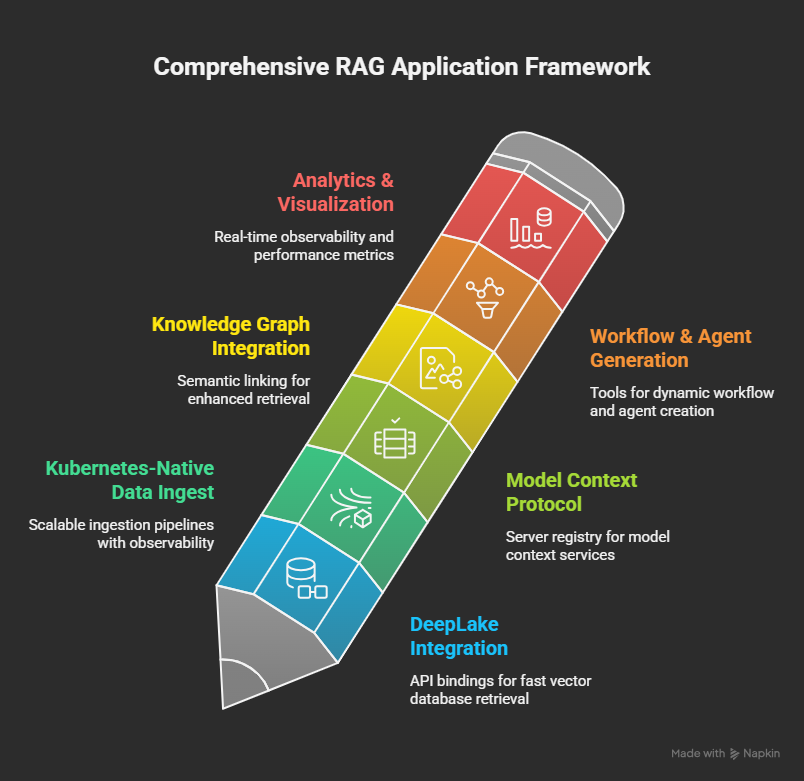 Comprehensive RAG Application Framework
Analytics &
Visualization
Real-time observability and
performance metrics
Workflow & Agent
Generation
Tools for dynamic workflow
and agent creation
Knowledge Graph
Integration
Semantic linking for
enhanced retrieval
Model Context
Protocol
Server registry for model
context services
Kubernetes-Native
Data Ingest
Scalable ingestion pipelines
with observability
DeepLake
Integration
API bindings for fast vector
database retrieval
Made with Napkin